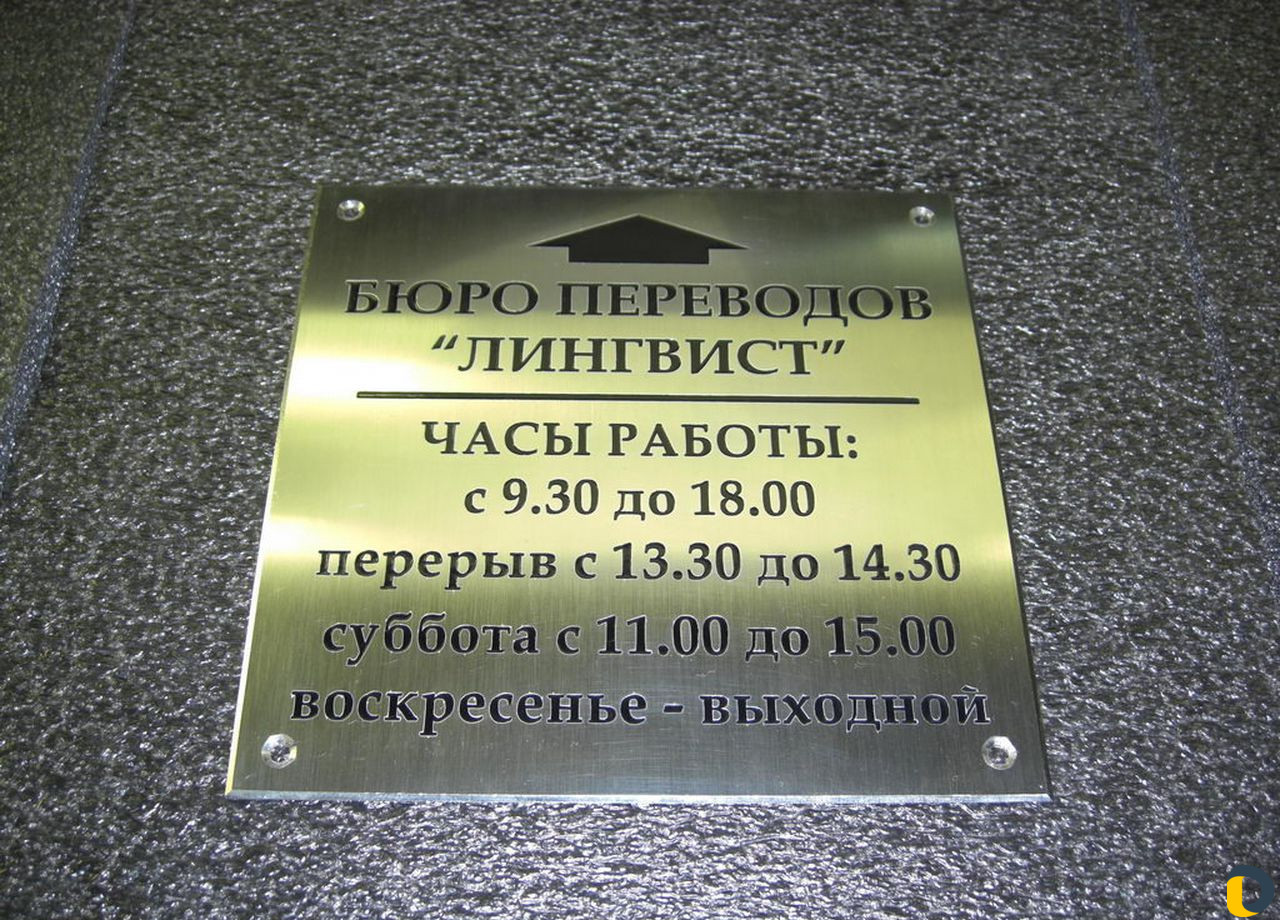 БЮРО ПЕРЕВОДОВ
“ЛИНГВИСТ”
ЧАСЫ РАБОТЫ:
с 9.30 до 18.00
перерыв с 13.30 до 14.30
суббота с 11.00 до 15.00
воскресенье - выходной